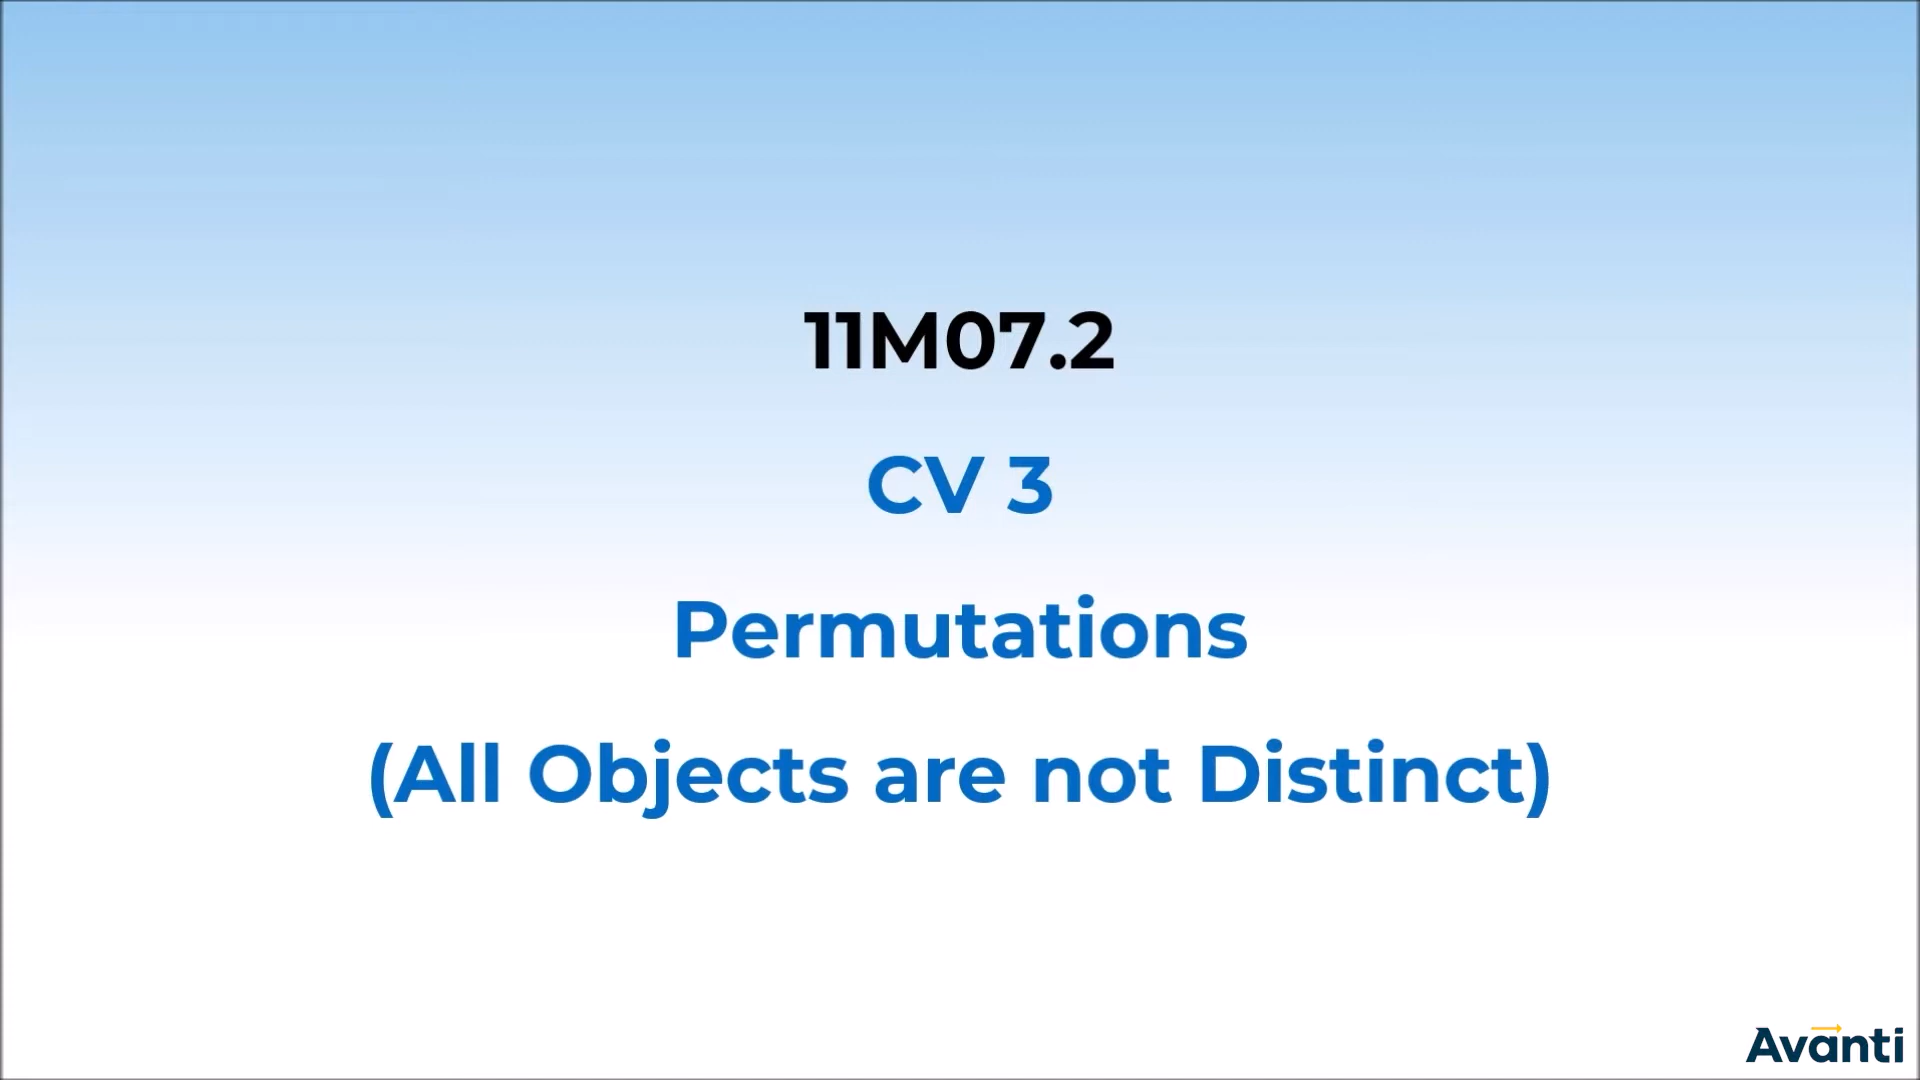 11M07.2
CV 3
Permutations
(All Objects are not Distinct)
Avanti